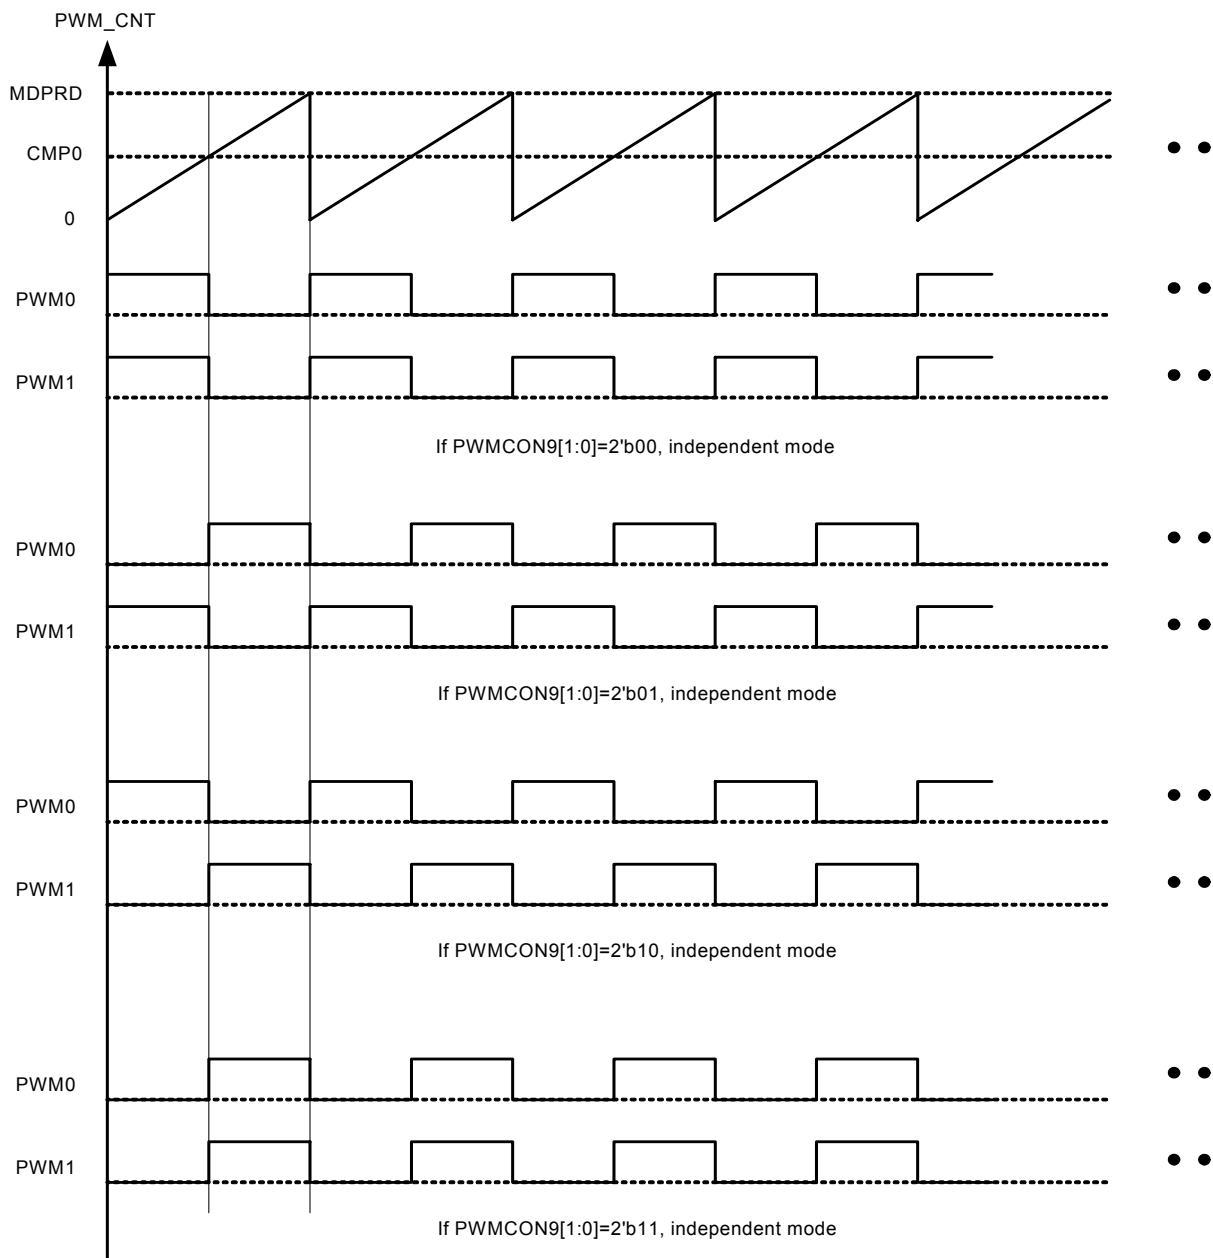 PWM_CNT
MDPRD
CMP0
0
PWM0
PWM1
If PWMCON9[1:0]=2'b00, independent mode
PWM0
PWM1
If PWMCON9[1:0]=2'b01, independent mode
PWM0
PWM1
If PWMCON9[1:0]=2'b10, independent mode
PWM0
PWM1
If PWMCON9[1:0]=2'b11, independent mode